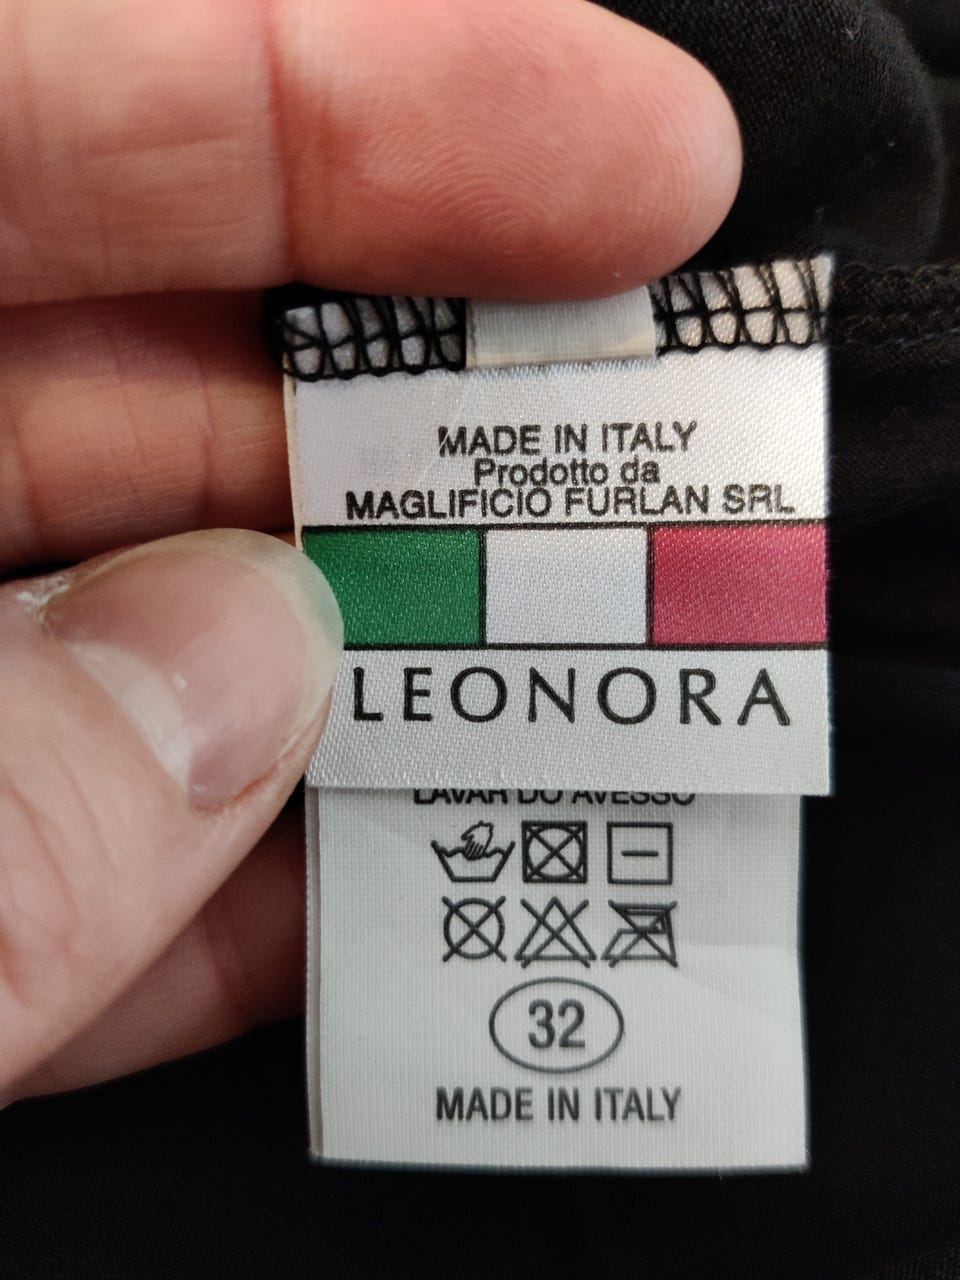 MADE IN ITALY
Prodotto da
MAGLIFICIO FURLAN SRL
LEONORA
LAVAR DO AVESSO
32
MADE IN ITALY